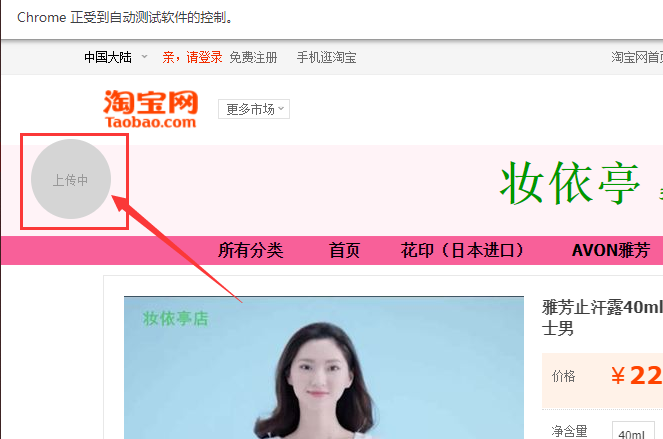 Chrome 正受到自动测试软件的控制。
中国大陆 亲，请登录 免费注册 手机逛淘宝 淘宝网首页
淘宝网
Taobao.com
更多市场
上传中
妆依亭
所有分类 首页 花印（日本进口） AVON雅芳
妆依亭店
雅芳止汗露40ml
士男
价格 ¥22
净含量 40ml